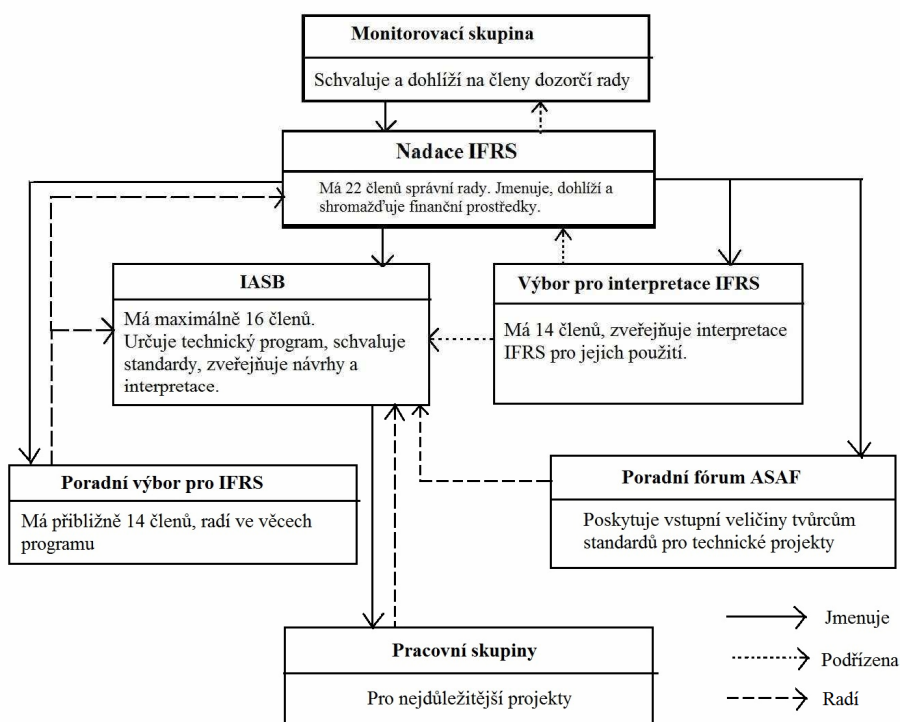 Monitorovací skupina
Schvaluje a dohlíží na členy dozorčí rady
Nadace IFRS
Má 22 členů správní rady. Jmenuje, dohlíží a
shromažďuje finanční prostředky.
IASB
Má maximálně 16 členů.
Určuje technický program, schvaluje
standardy, zveřejňuje návrhy a
interpretace.
Výbor pro interpretace IFRS
Má 14 členů, zveřejňuje interpretace
IFRS pro jejich použití.
Poradní výbor pro IFRS
Má přibližně 14 členů, radí ve věcech
programu
Poradní fórum ASAF
Poskytuje vstupní veličiny tvůrcům
standardů pro technické projekty
Pracovní skupiny
Pro nejdůležitější projekty
Jmenuje
Podřízena
Radí